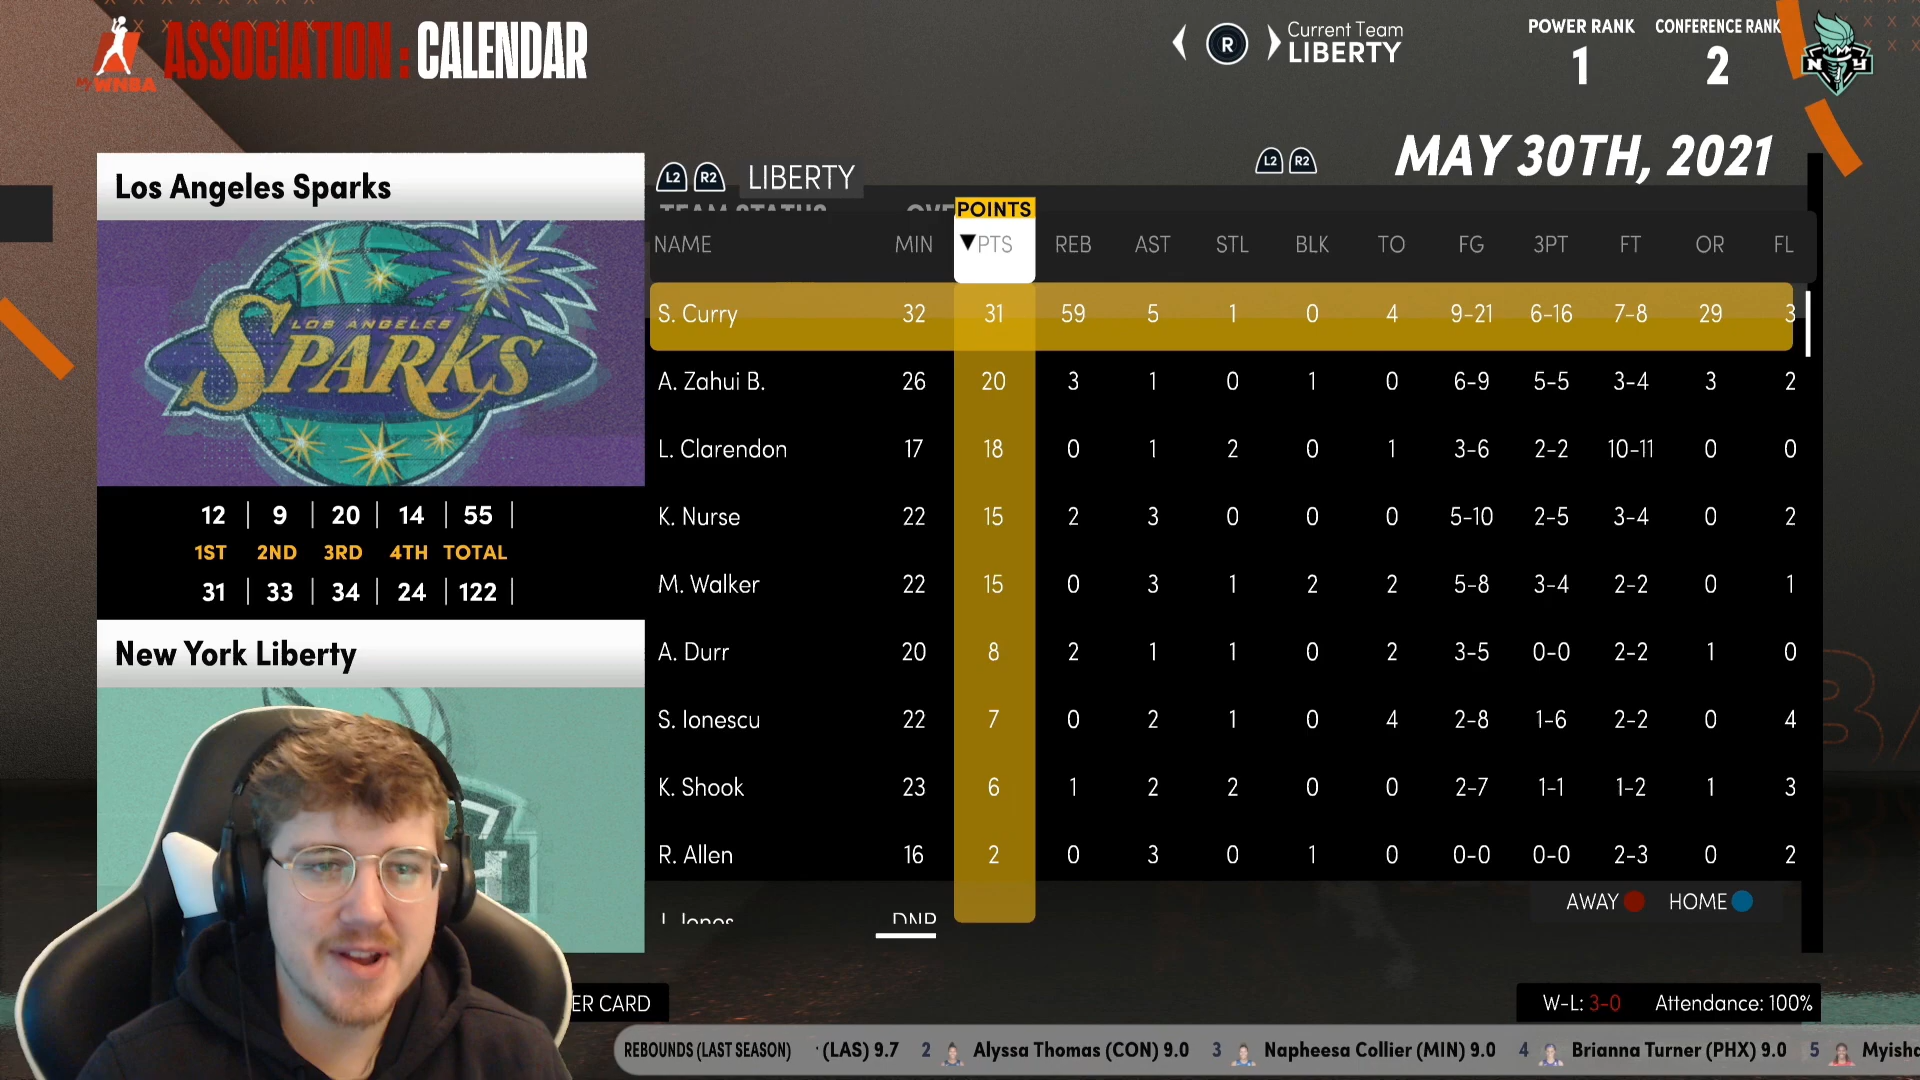 MY WNBA
ASSOCIATION : CALENDAR
R
Current Team
LIBERTY
POWER RANK
1
CONFERENCE RANK
2
NY
L2 R2
MAY 30TH, 2021
Los Angeles Sparks
LOS ANGELES
SPARKS
12 | 9 | 20 | 14 | 55 |
1ST 2ND 3RD 4TH TOTAL
31 | 33 | 34 | 24 | 122 |
New York Liberty
L2 R2 LIBERTY
TEAM STATUS
POINTS
NAME MIN ▼PTS REB AST STL BLK TO FG 3PT FT OR FL
S. Curry 32 31 59 5 1 0 4 9-21 6-16 7-8 29 3
A. Zahui B. 26 20 3 1 0 1 0 6-9 5-5 3-4 3 2
L. Clarendon 17 18 0 1 2 0 1 3-6 2-2 10-11 0 0
K. Nurse 22 15 2 3 0 0 0 5-10 2-5 3-4 0 2
M. Walker 22 15 0 3 1 2 2 5-8 3-4 2-2 0 1
A. Durr 20 8 2 1 1 0 2 3-5 0-0 2-2 1 0
S. Ionescu 22 7 0 2 1 0 4 2-8 1-6 2-2 0 4
K. Shook 23 6 1 2 2 0 0 2-7 1-1 1-2 1 3
R. Allen 16 2 0 3 0 1 0 0-0 0-0 2-3 0 2
J. Jones DNP
AWAY HOME
ER CARD
W-L: 3-0 Attendance: 100%
REBOUNDS (LAST SEASON) (LAS) 9.7 2 Alyssa Thomas (CON) 9.0 3 Napheesa Collier (MIN) 9.0 4 Brianna Turner (PHX) 9.0 5 Myisha